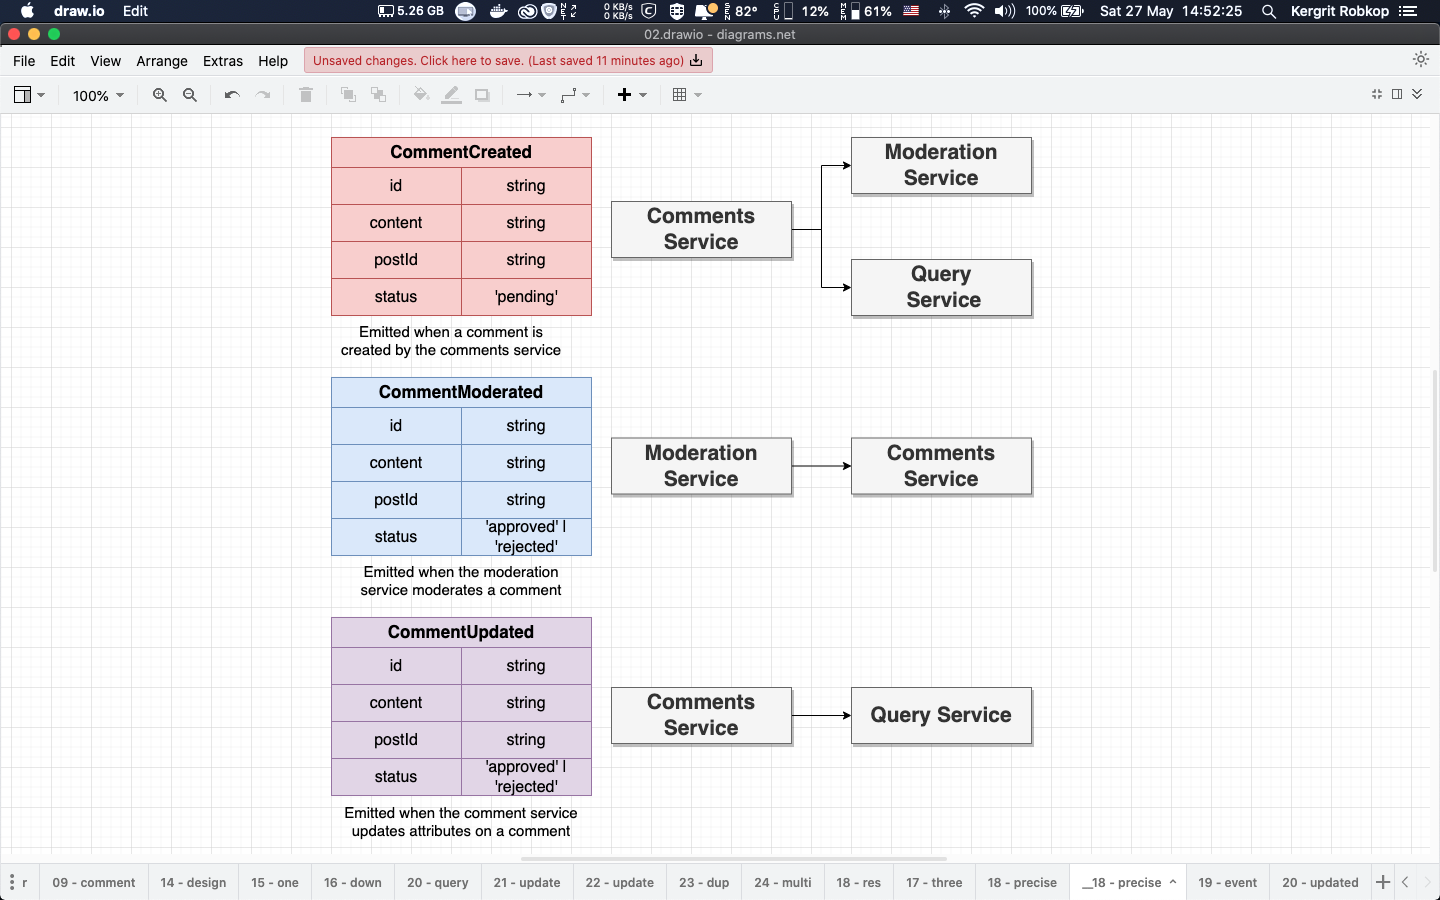 draw.io Edit 5.26 GB NET 0 KB/s 0 KB/s SEN 82° CPU 12% MEM 61% 100% Sat 27 May 14:52:25 Kergrit Robkop
02.drawio - diagrams.net
File Edit View Arrange Extras Help Unsaved changes. Click here to save. (Last saved 11 minutes ago)
100%
CommentCreated
id string
content string
postId string
status 'pending'
Emitted when a comment is
created by the comments service
Comments
Service
Moderation
Service
Query
Service
CommentModerated
id string
content string
postId string
status 'approved' |
'rejected'
Emitted when the moderation
service moderates a comment
Moderation
Service
Comments
Service
CommentUpdated
id string
content string
postId string
status 'approved' |
'rejected'
Emitted when the comment service
updates attributes on a comment
Comments
Service
Query Service
r 09 - comment 14 - design 15 - one 16 - down 20 - query 21 - update 22 - update 23 - dup 24 - multi 18 - res 17 - three 18 - precise __18 - precise 19 - event 20 - updated